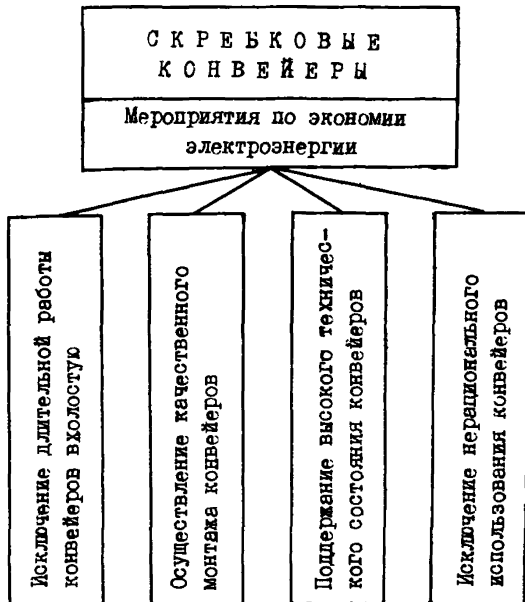 СКРЕБКОВЫЕ
КОНВЕЙЕРЫ
Мероприятия по экономии
электроэнергии
Исключение длительной работы
конвейеров вхолостую
Осуществление качественного
монтажа конвейеров
Поддержание высокого техничес-
кого состояния конвейеров
Исключение нерационального
использования конвейеров